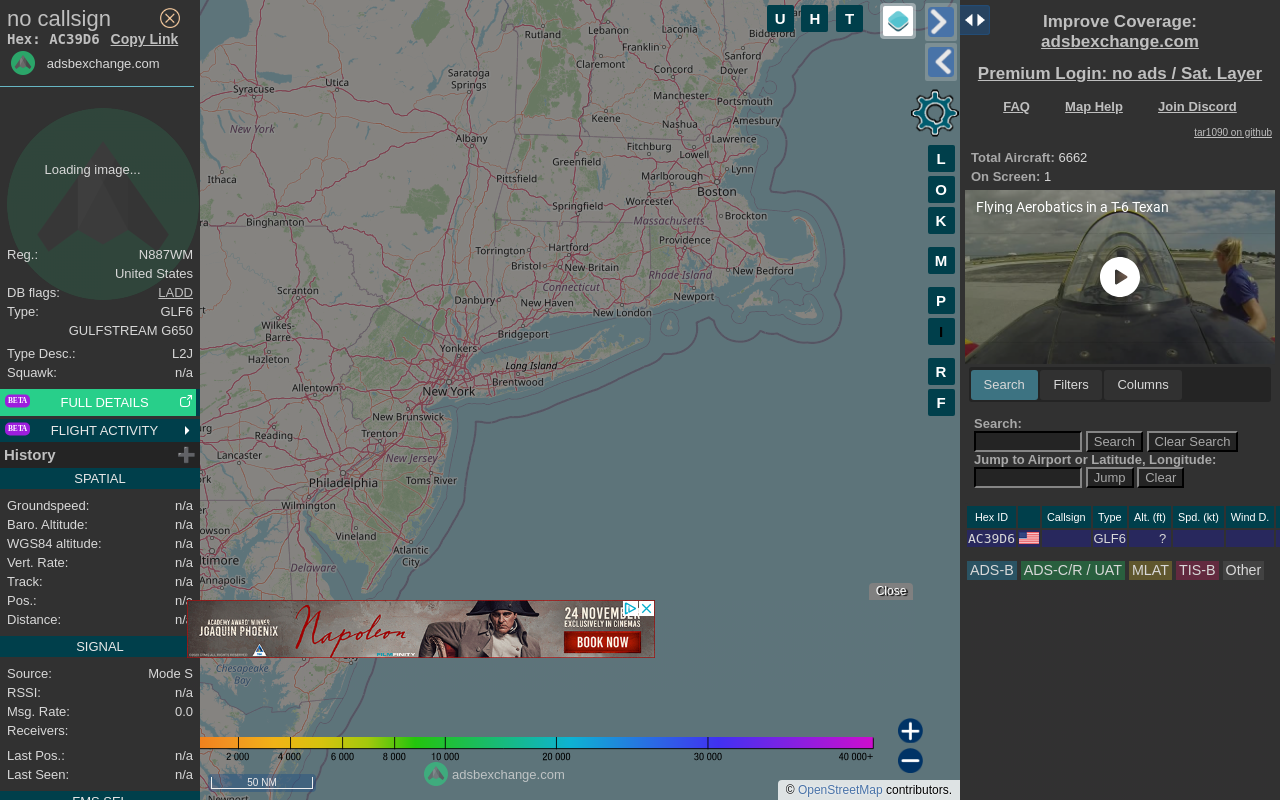 no callsign
Hex: AC39D6 Copy Link
adsbexchange.com
Loading image...
Reg.: N887WM
United States
DB flags: LADD
Type: GLF6
GULFSTREAM G650
Type Desc.: L2J
Squawk: n/a
BETA FULL DETAILS
BETA FLIGHT ACTIVITY
History
SPATIAL
Groundspeed: n/a
Baro. Altitude: n/a
WGS84 altitude: n/a
Vert. Rate: n/a
Track: n/a
Pos.: n/a
Distance: n/a
SIGNAL
Source: Mode S
RSSI: n/a
Msg. Rate: 0.0
Receivers:
Last Pos.: n/a
Last Seen: n/a
U H T
L
O
K
M
P
I
R
F
Rutland
Lebanon
Laconia
Biddeford
Franklin
Sanford
Claremont
Concord
Dover
Utica
Syracuse
Saratoga
Springs
Manchester
Portsmouth
Keene
Nashua
Amesbury
New York
Albany
Fitchburg
Lawrence
Greenfield
Lowell
Lynn
Ithaca
Pittsfield
Marlborough
Boston
Worcester
Springfield
Massachusetts
Brockton
Binghamton
Torrington
Hartford
Providence
Bristol
New Britain
Rhode Island
New Bedford
Connecticut
Scranton
Danbury
New Haven
Newport
New London
Wilkes-
Barre
Bridgeport
Hazleton
Yonkers
Long Island
Brentwood
Allentown
New York
New Brunswick
Reading
Trenton
Lancaster
New Jersey
Philadelphia
Toms River
Wilmington
Vineland
Atlantic
City
Annapolis
Delaware
Chesapeake
Bay
Newport
Close
ACADEMY AWARD WINNER
JOAQUIN PHOENIX
Napoleon
24 NOVEMBER
EXCLUSIVELY IN CINEMAS
BOOK NOW
FILMFINITY
2 000 4 000 6 000 8 000 10 000 20 000 30 000 40 000+
50 NM
adsbexchange.com
© OpenStreetMap contributors.
Improve Coverage:
adsbexchange.com
Premium Login: no ads / Sat. Layer
FAQ Map Help Join Discord
tar1090 on github
Total Aircraft: 6662
On Screen: 1
Flying Aerobatics in a T-6 Texan
Search Filters Columns
Search:
Search Clear Search
Jump to Airport or Latitude, Longitude:
Jump Clear
Hex ID Callsign Type Alt. (ft) Spd. (kt) Wind D.
AC39D6 GLF6 ?
ADS-B ADS-C/R / UAT MLAT TIS-B Other